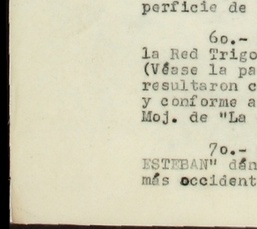 perficie de
6o.-
la Red Trigo
(Véase la pa
resultaron c
y conforme a
Moj. de "La
7o.-
ESTEBAN" dán
más occident